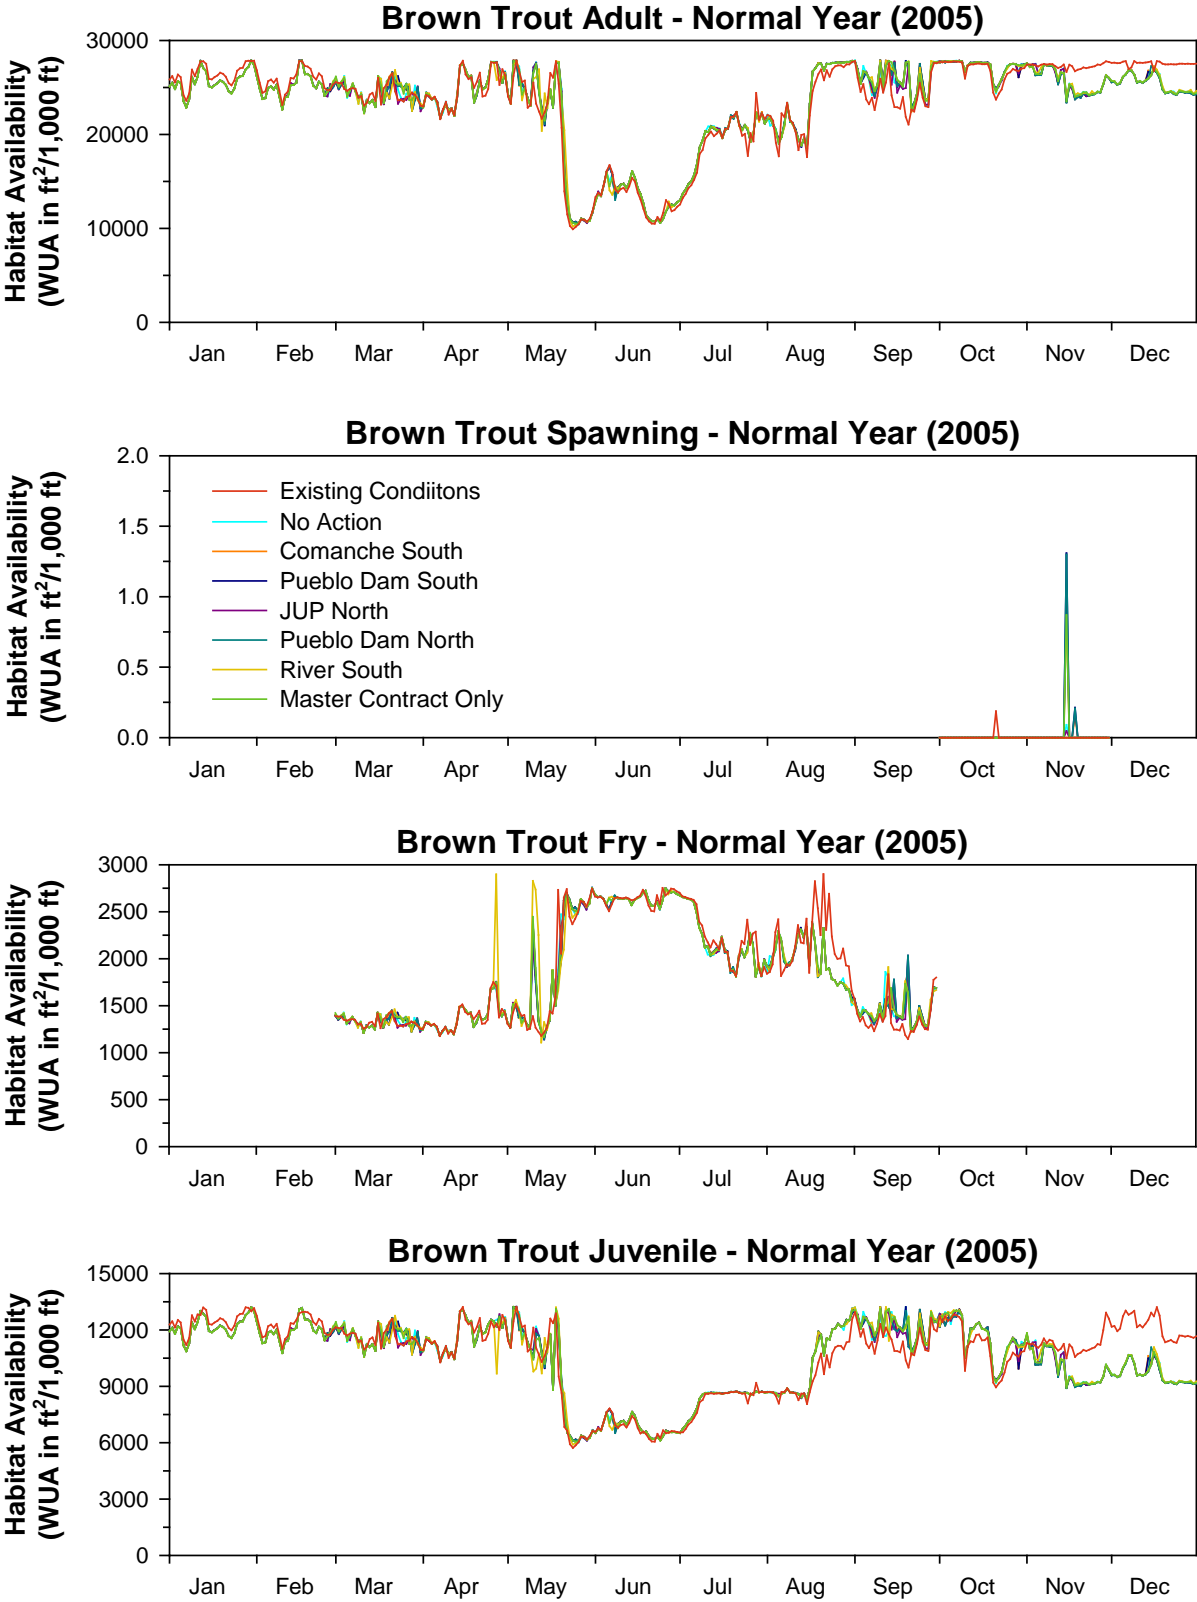 Brown Trout Adult - Normal Year (2005)
Habitat Availability
(WUA in ft²/1,000 ft)
30000
20000
10000
0
Jan Feb Mar Apr May Jun Jul Aug Sep Oct Nov Dec
Brown Trout Spawning - Normal Year (2005)
Habitat Availability
(WUA in ft²/1,000 ft)
2.0
1.5
1.0
0.5
0.0
Existing Condiitons
No Action
Comanche South
Pueblo Dam South
JUP North
Pueblo Dam North
River South
Master Contract Only
Jan Feb Mar Apr May Jun Jul Aug Sep Oct Nov Dec
Brown Trout Fry - Normal Year (2005)
Habitat Availability
(WUA in ft²/1,000 ft)
3000
2500
2000
1500
1000
500
0
Jan Feb Mar Apr May Jun Jul Aug Sep Oct Nov Dec
Brown Trout Juvenile - Normal Year (2005)
Habitat Availability
(WUA in ft²/1,000 ft)
15000
12000
9000
6000
3000
0
Jan Feb Mar Apr May Jun Jul Aug Sep Oct Nov Dec